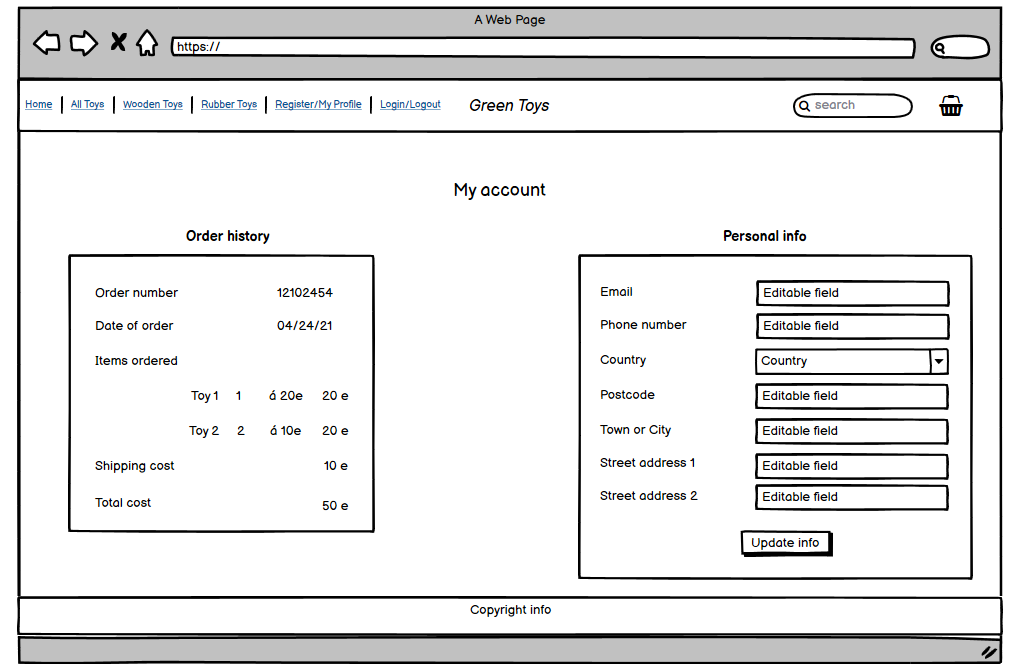 A Web Page
https://
Home All Toys Wooden Toys Rubber Toys Register/My Profile Login/Logout Green Toys search
My account
Order history
Order number 12102454
Date of order 04/24/21
Items ordered
Toy 1 1 á 20e 20 e
Toy 2 2 á 10e 20 e
Shipping cost 10 e
Total cost 50 e
Personal info
Email Editable field
Phone number Editable field
Country Country
Postcode Editable field
Town or City Editable field
Street address 1 Editable field
Street address 2 Editable field
Update info
Copyright info